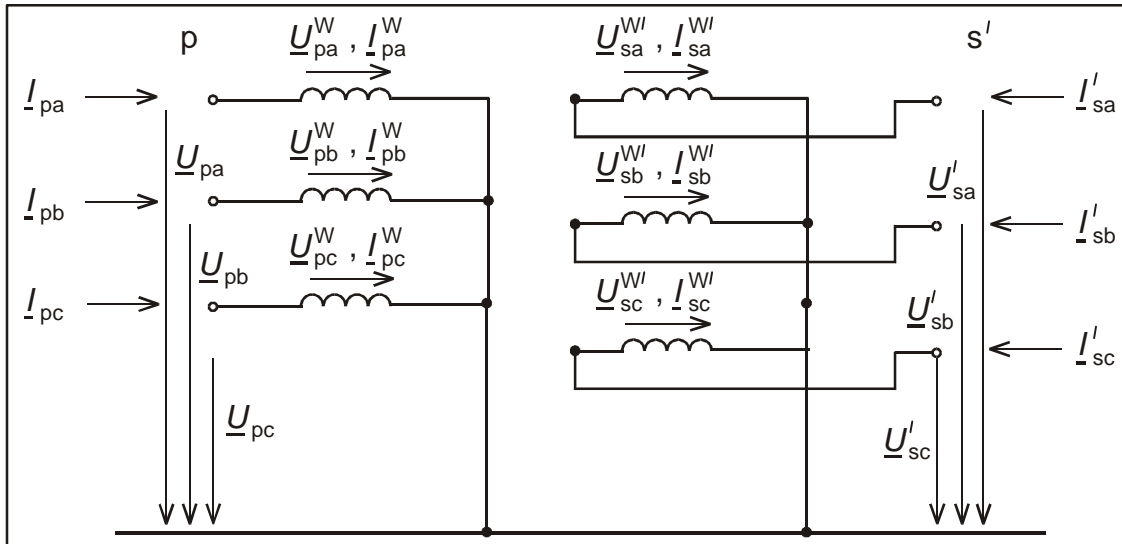 p
s′
U^W_pa , I^W_pa
U^W′_sa , I^W′_sa
I_pa
I′_sa
U^W_pb , I^W_pb
U_pa
U^W′_sb , I^W′_sb
U′_sa
I_pb
I′_sb
U^W_pc , I^W_pc
U_pb
U^W′_sc , I^W′_sc
I_pc
U′_sb
I′_sc
U_pc
U′_sc